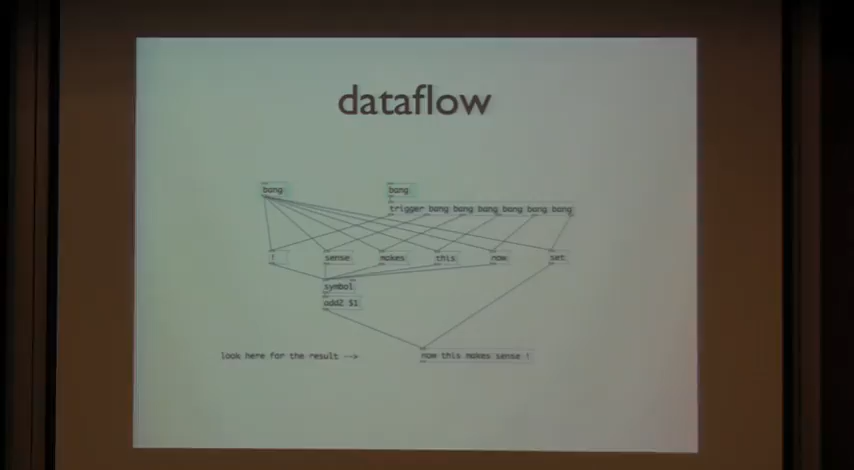 dataflow
bang bang
trigger bang bang bang bang bang bang
! sense makes this now set
symbol
add2 $1
look here for the result --> now this makes sense !